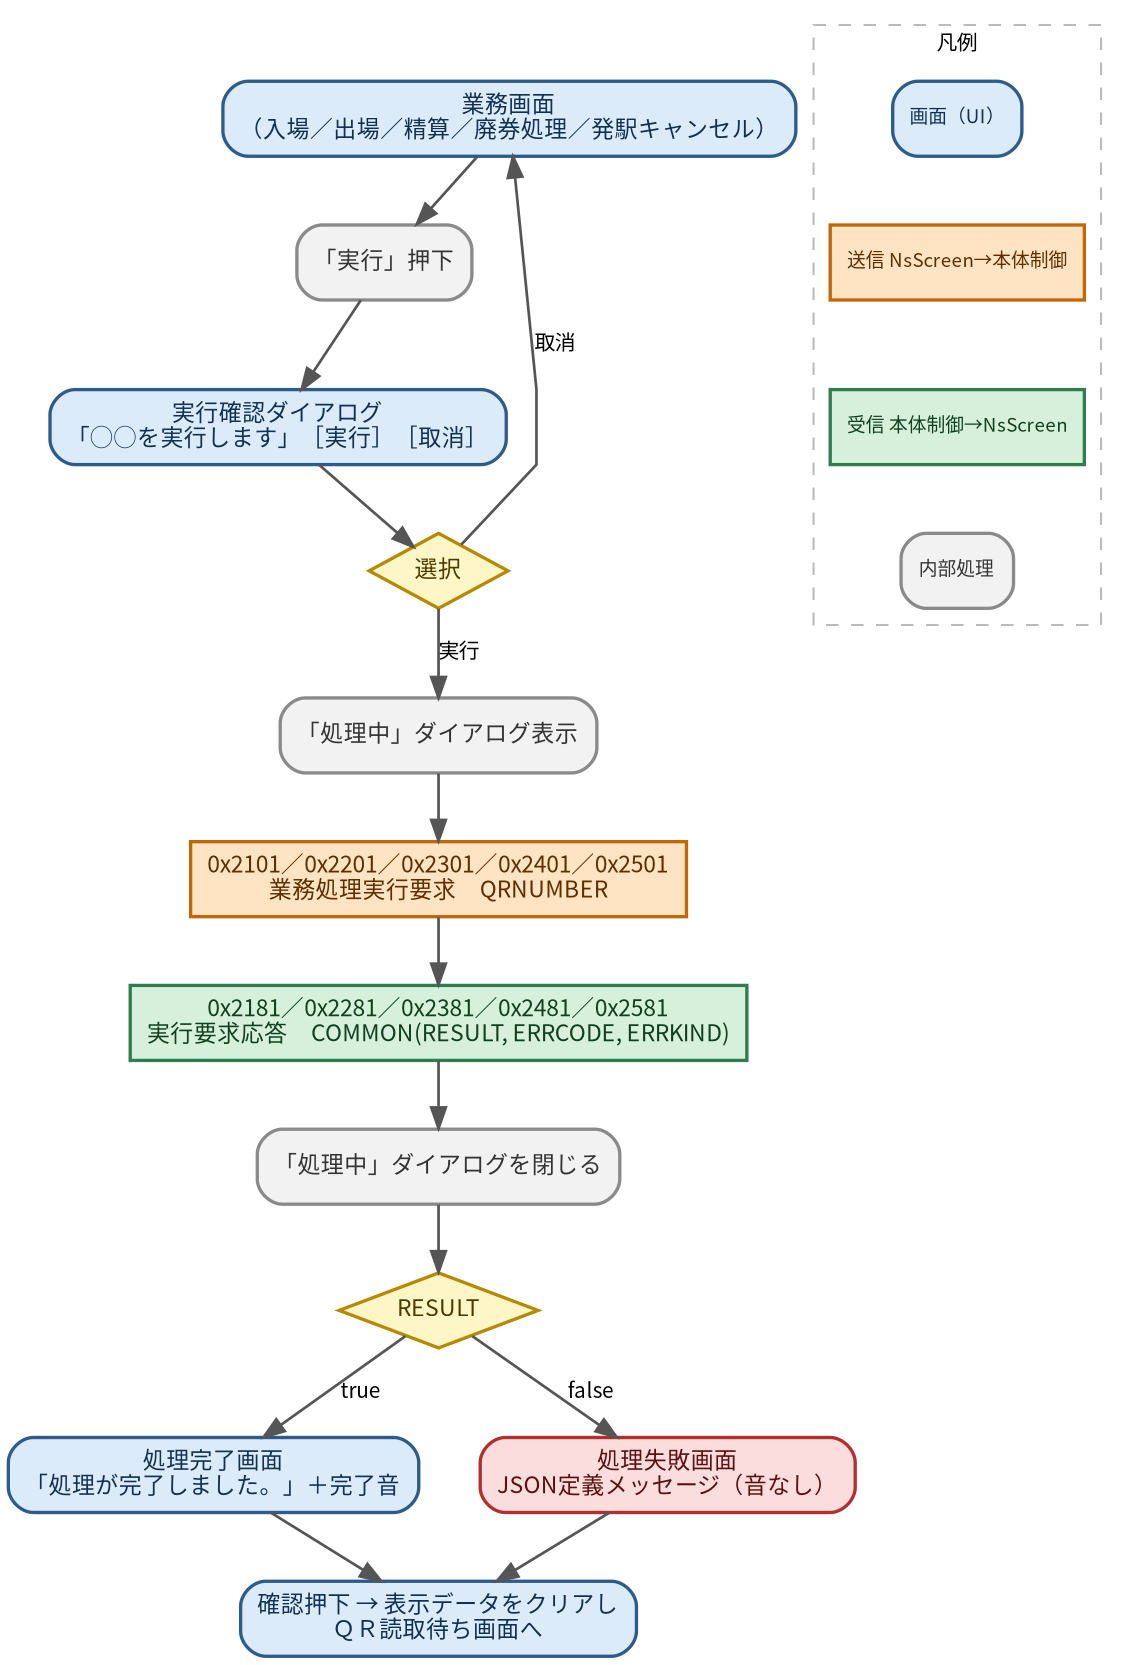 業務画面
（入場／出場／精算／廃券処理／発駅キャンセル）
「実行」押下
実行確認ダイアログ
「○○を実行します」［実行］［取消］
取消
選択
実行
「処理中」ダイアログ表示
0x2101／0x2201／0x2301／0x2401／0x2501
業務処理実行要求　QRNUMBER
0x2181／0x2281／0x2381／0x2481／0x2581
実行要求応答　COMMON(RESULT, ERRCODE, ERRKIND)
「処理中」ダイアログを閉じる
RESULT
true
false
処理完了画面
「処理が完了しました。」＋完了音
処理失敗画面
JSON定義メッセージ（音なし）
確認押下 → 表示データをクリアし
ＱＲ読取待ち画面へ
凡例
画面（UI）
送信 NsScreen→本体制御
受信 本体制御→NsScreen
内部処理